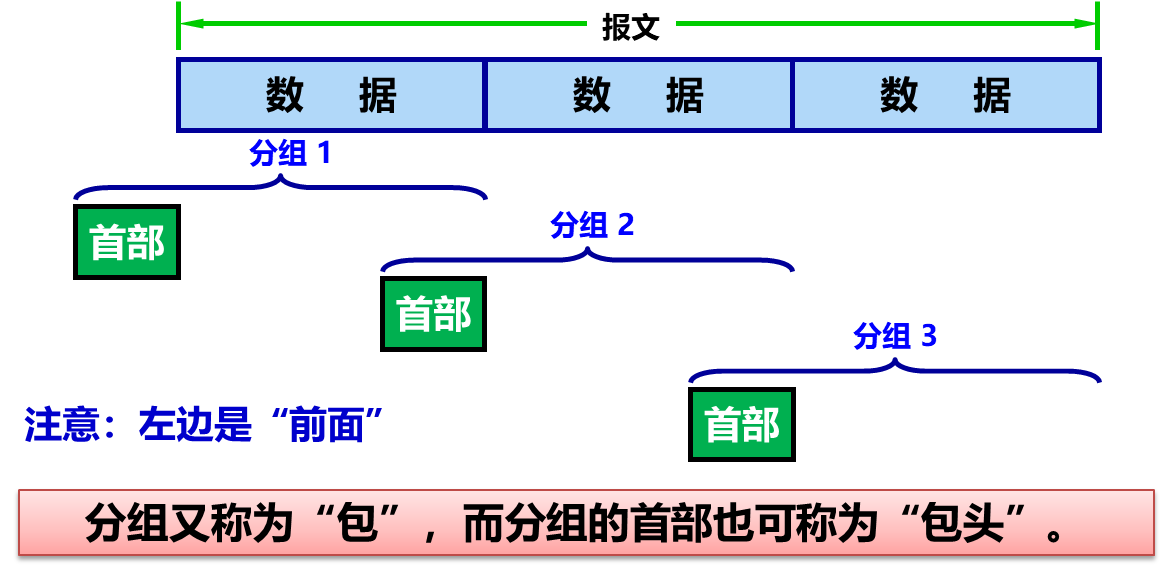 报文
数 据 数 据 数 据
分组 1
首部
分组 2
首部
分组 3
首部
注意：左边是“前面”
分组又称为“包”，而分组的首部也可称为“包头”。